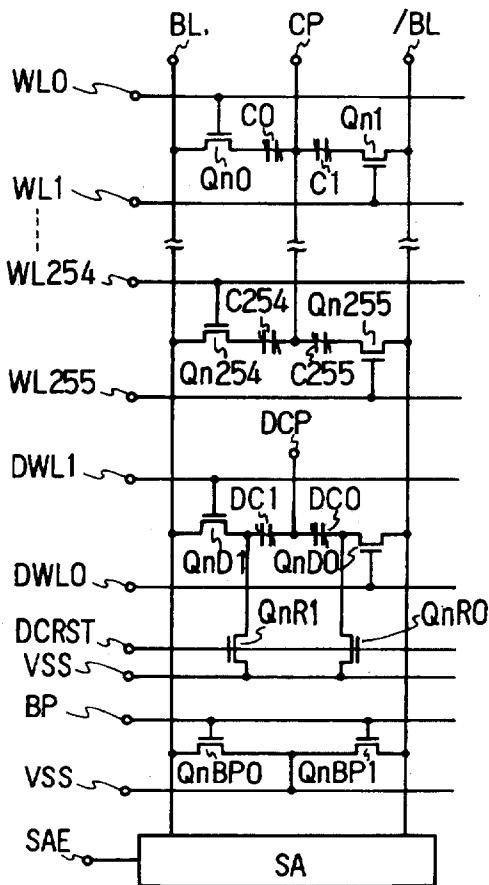 BL. CP /BL
WL0
C0 Qn1
Qn0 C1
WL1
WL254
C254 Qn255
Qn254 C255
WL255
DCP
DWL1
DC1 DC0
QnD1 QnD0
DWL0
QnR1 QnR0
DCRST
VSS
BP
QnBP0 QnBP1
VSS
SAE
SA